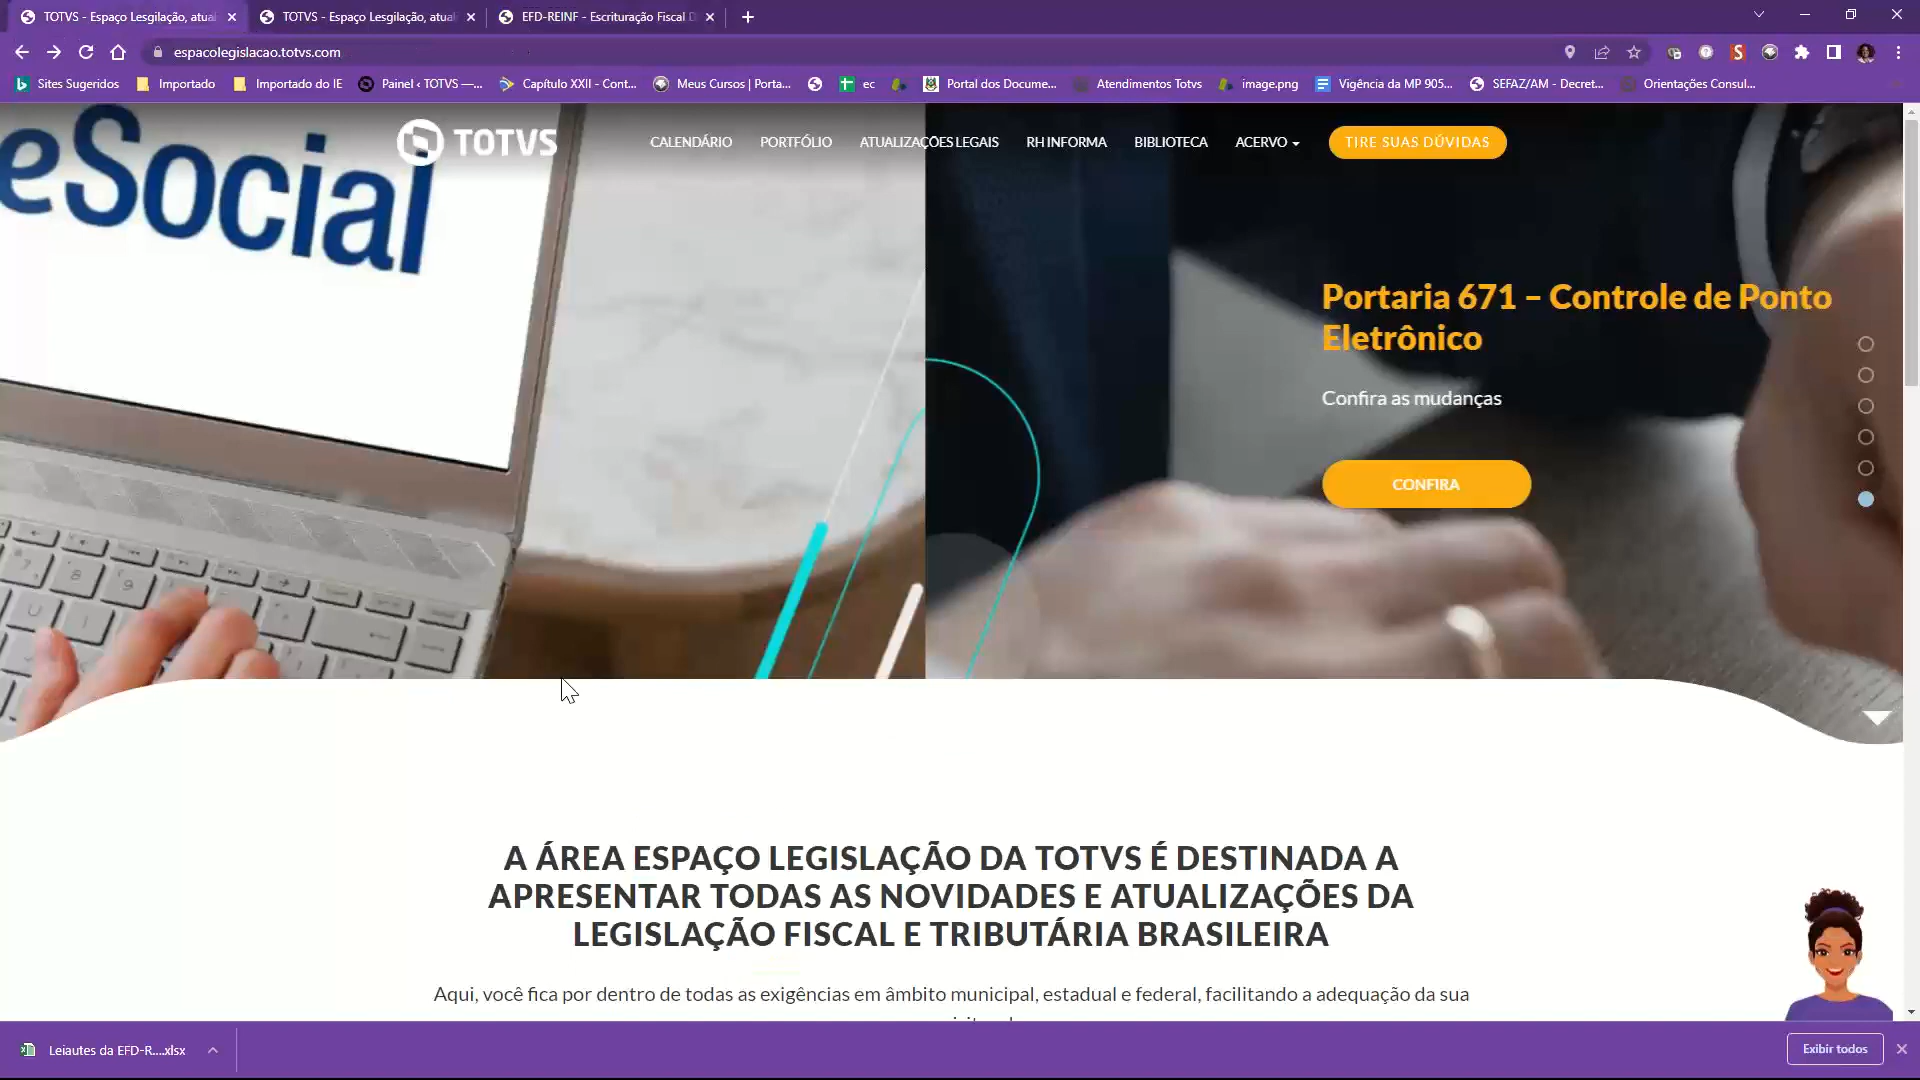 TOTVS - Espaço Lesgilação, atual
TOTVS - Espaço Lesgilação, atual
EFD-REINF - Escrituração Fiscal D
espacolegislacao.totvs.com
Sites Sugeridos
Importado
Importado do IE
Painel ‹ TOTVS —...
Capítulo XXII - Cont...
Meus Cursos | Porta...
ec
Portal dos Docume...
Atendimentos Totvs
image.png
Vigência da MP 905...
SEFAZ/AM - Decret...
Orientações Consul...
eSocial
TOTVS
CALENDÁRIO
PORTFÓLIO
ATUALIZAÇÕES LEGAIS
RH INFORMA
BIBLIOTECA
ACERVO
TIRE SUAS DÚVIDAS
Portaria 671 – Controle de Ponto
Eletrônico
Confira as mudanças
CONFIRA
A ÁREA ESPAÇO LEGISLAÇÃO DA TOTVS É DESTINADA A
APRESENTAR TODAS AS NOVIDADES E ATUALIZAÇÕES DA
LEGISLAÇÃO FISCAL E TRIBUTÁRIA BRASILEIRA
Aqui, você fica por dentro de todas as exigências em âmbito municipal, estadual e federal, facilitando a adequação da sua
Leiautes da EFD-R....xlsx
Exibir todos